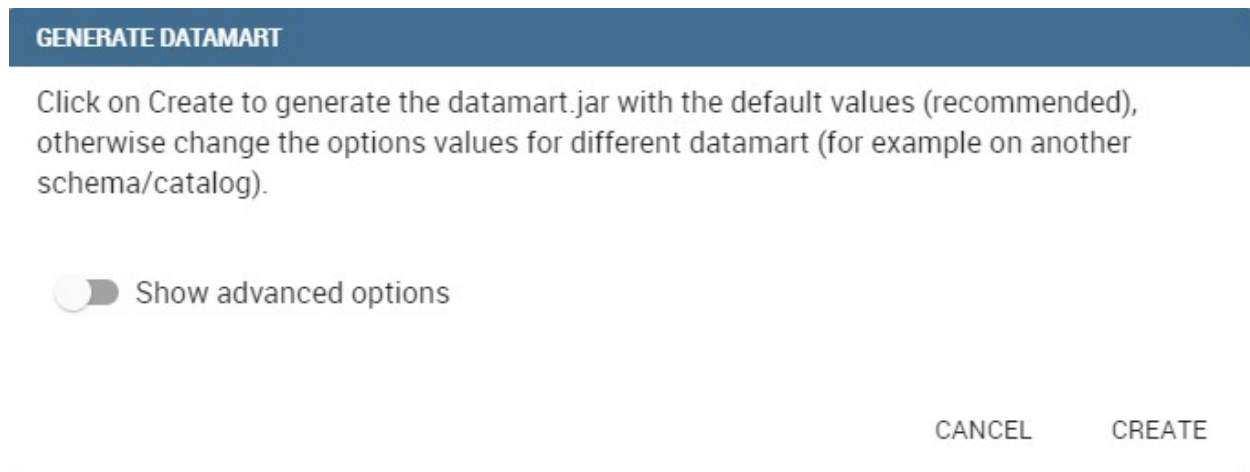 GENERATE DATAMART
Click on Create to generate the datamart.jar with the default values (recommended),
otherwise change the options values for different datamart (for example on another
schema/catalog).
Show advanced options
CANCEL CREATE